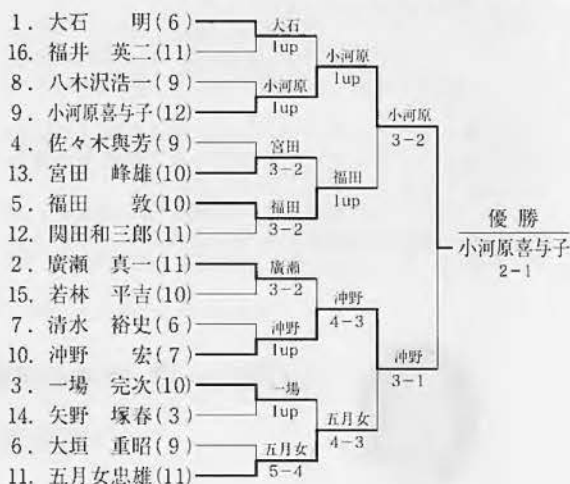 1. 大石 明(6)
16. 福井 英二(11)
8. 八木沢浩一(9)
9. 小河原喜与子(12)
4. 佐々木與芳(9)
13. 宮田 峰雄(10)
5. 福田 敦(10)
12. 関田和三郎(11)
2. 廣瀬 真一(11)
15. 若林 平吉(10)
7. 清水 裕史(6)
10. 沖野 宏(7)
3. 一場 完次(10)
14. 矢野 塚春(3)
6. 大垣 重昭(9)
11. 五月女忠雄(11)
大石
1up
小河原
1up
宮田
3-2
福田
3-2
廣瀬
3-2
沖野
1up
一場
1up
五月女
5-4
小河原
1up
福田
1up
沖野
4-3
五月女
4-3
小河原
3-2
沖野
3-1
優勝
小河原喜与子
2-1